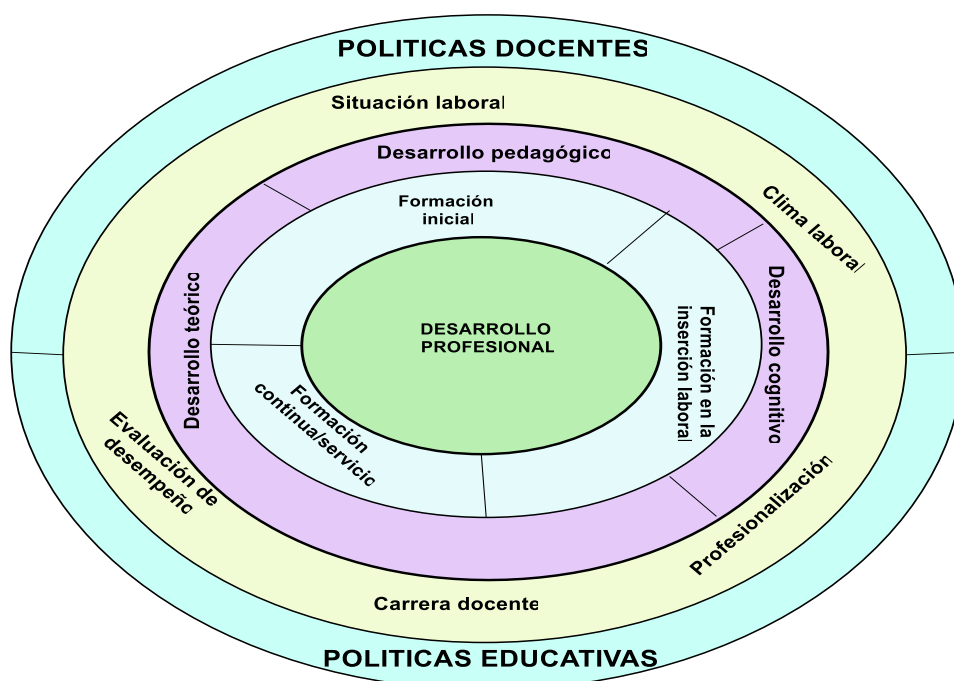 POLITICAS DOCENTES
Situación laboral
Desarrollo pedagógico
Clima laboral
Formación
inicial
Desarrollo teórico
DESARROLLO
PROFESIONAL
Formación en la
inserción laboral
Desarrollo cognitivo
Formación
continua/servicio
Evaluación de
desempeño
Profesionalización
Carrera docente
POLITICAS EDUCATIVAS